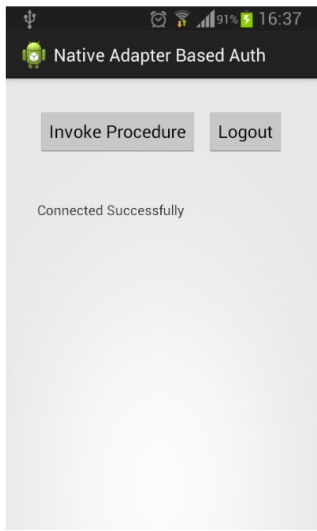 91% 16:37
Native Adapter Based Auth
Invoke Procedure Logout
Connected Successfully